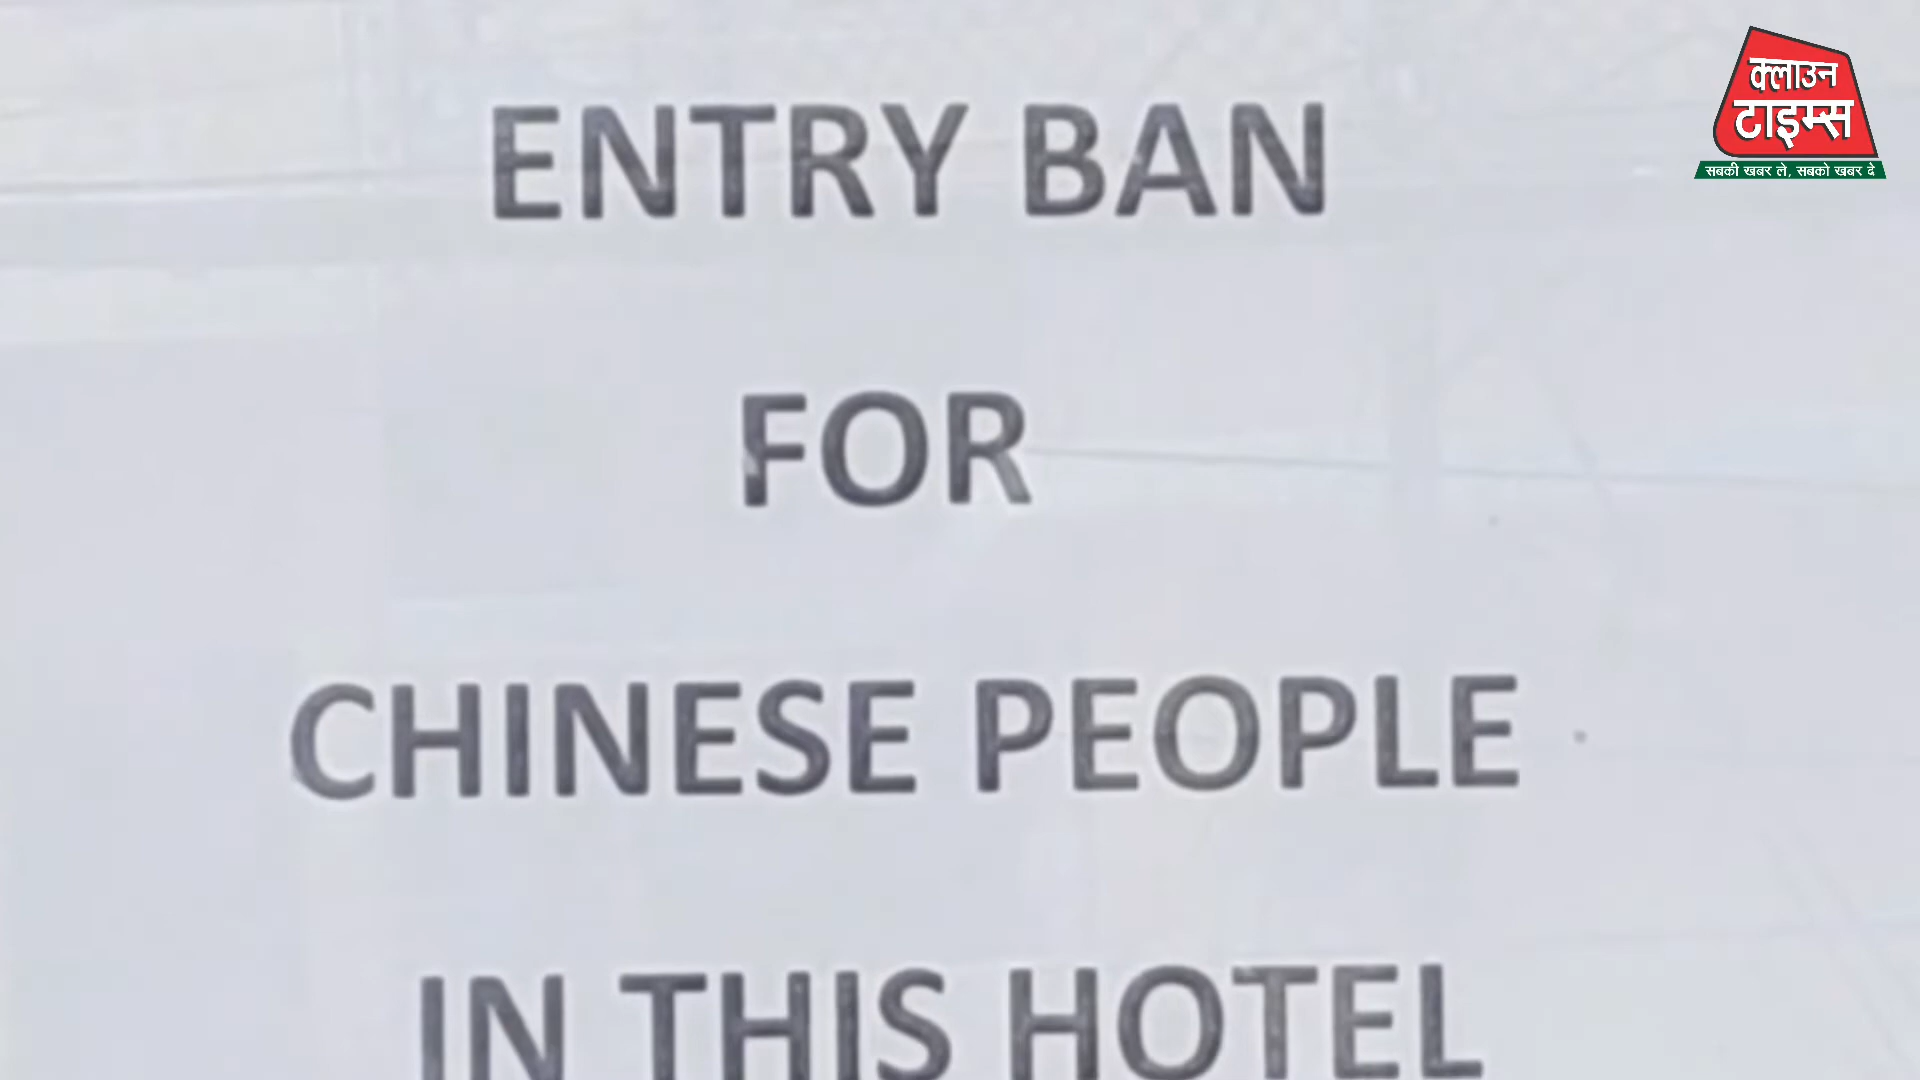 क्लाउन
टाइम्स
सबकी खबर ले, सबको खबर दे
ENTRY BAN
FOR
CHINESE PEOPLE
IN THIS HOTEL